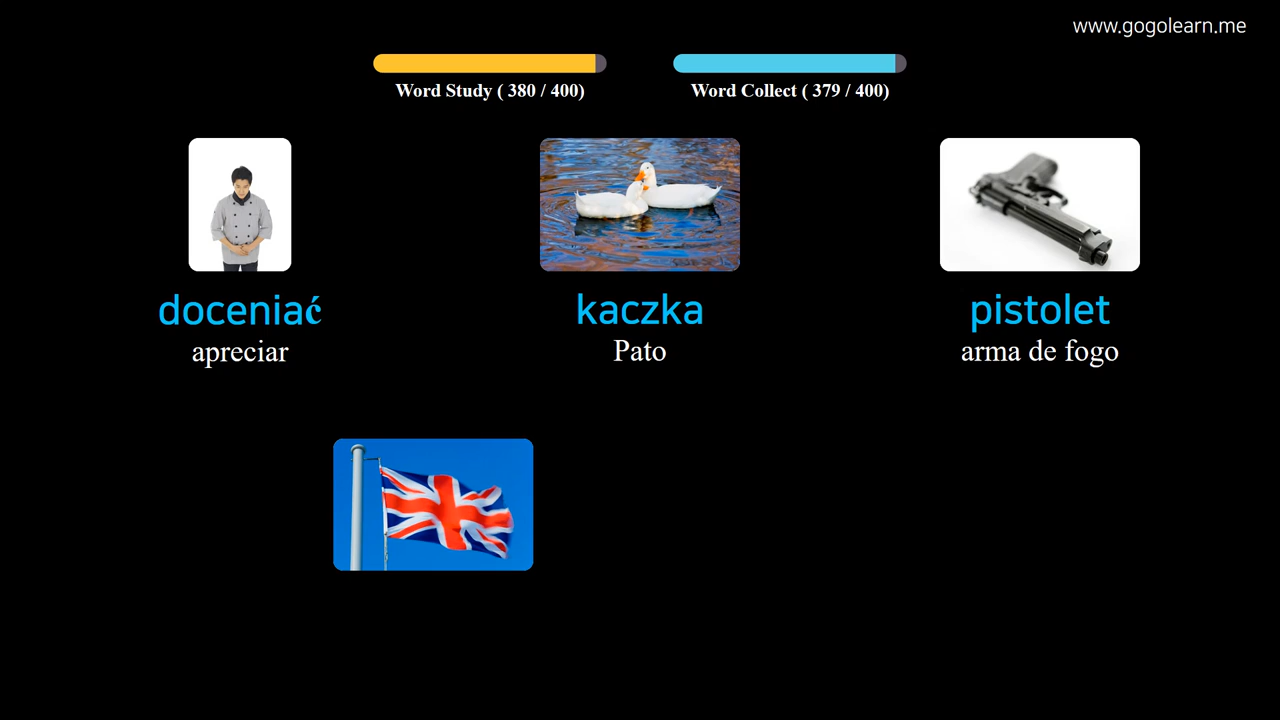 www.gogolearn.me
Word Study ( 380 / 400)
Word Collect ( 379 / 400)
doceniać
kaczka
pistolet
apreciar
Pato
arma de fogo